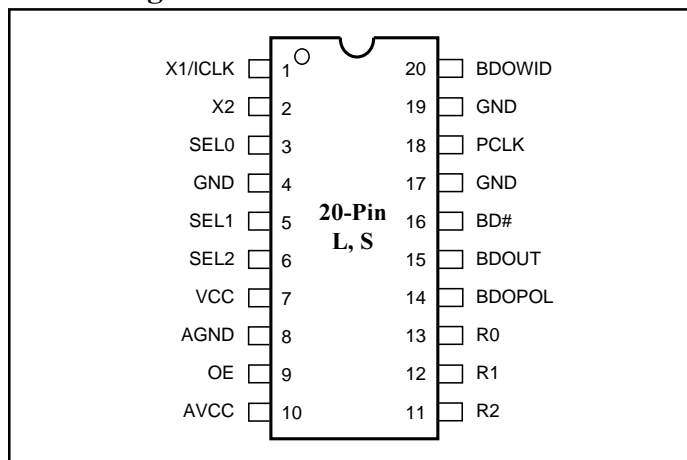 X1/ICLK 1 20 BDOWID
X2 2 19 GND
SEL0 3 18 PCLK
GND 4 17 GND
SEL1 5 16 BD#
SEL2 6 15 BDOUT
VCC 7 14 BDOPOL
AGND 8 13 R0
OE 9 12 R1
AVCC 10 11 R2
20-Pin
L, S